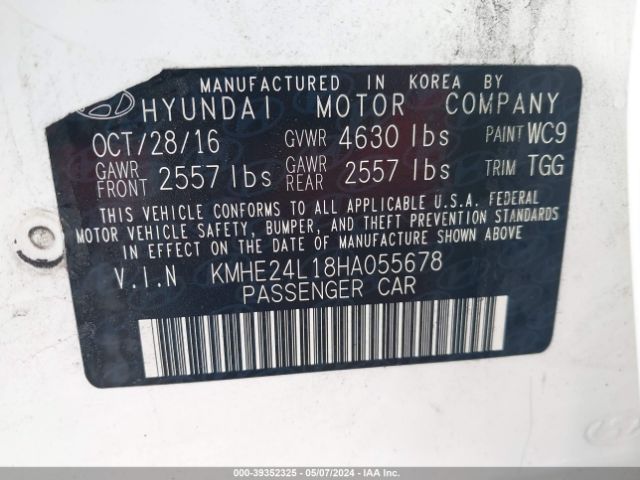 MANUFACTURED IN KOREA BY
HYUNDAI MOTOR COMPANY
OCT/28/16 GVWR 4630 lbs PAINT WC9
GAWR FRONT 2557 lbs GAWR REAR 2557 lbs TRIM TGG
THIS VEHICLE CONFORMS TO ALL APPLICABLE U.S.A. FEDERAL
MOTOR VEHICLE SAFETY, BUMPER, AND THEFT PREVENTION STANDARDS
IN EFFECT ON THE DATE OF MANUFACTURE SHOWN ABOVE.
V.I.N KMHE24L18HA055678
PASSENGER CAR
KMHE-39352325 - 05/07/2024 - IAA Inc.